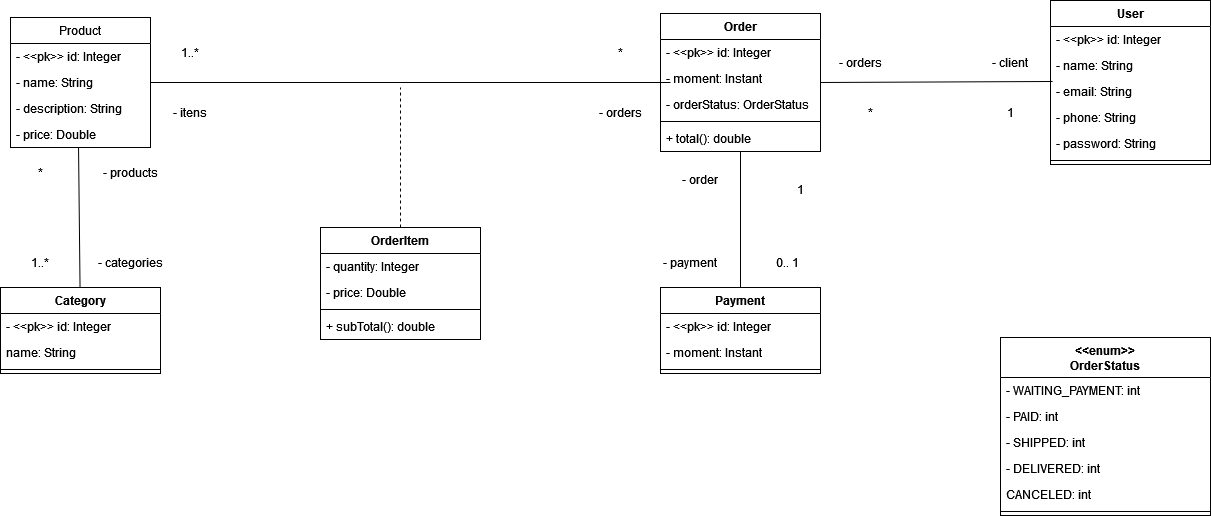 Product
- <<pk>> id: Integer
- name: String
- description: String
- price: Double
1..*
- itens
*
- orders
Order
- <<pk>> id: Integer
- moment: Instant
- orderStatus: OrderStatus
+ total(): double
- orders
*
- client
1
User
- <<pk>> id: Integer
- name: String
- email: String
- phone: String
- password: String
*
- products
1..*
- categories
Category
- <<pk>> id: Integer
name: String
OrderItem
- quantity: Integer
- price: Double
+ subTotal(): double
- order
1
- payment
0.. 1
Payment
- <<pk>> id: Integer
- moment: Instant
<<enum>>
OrderStatus
- WAITING_PAYMENT: int
- PAID: int
- SHIPPED: int
- DELIVERED: int
CANCELED: int